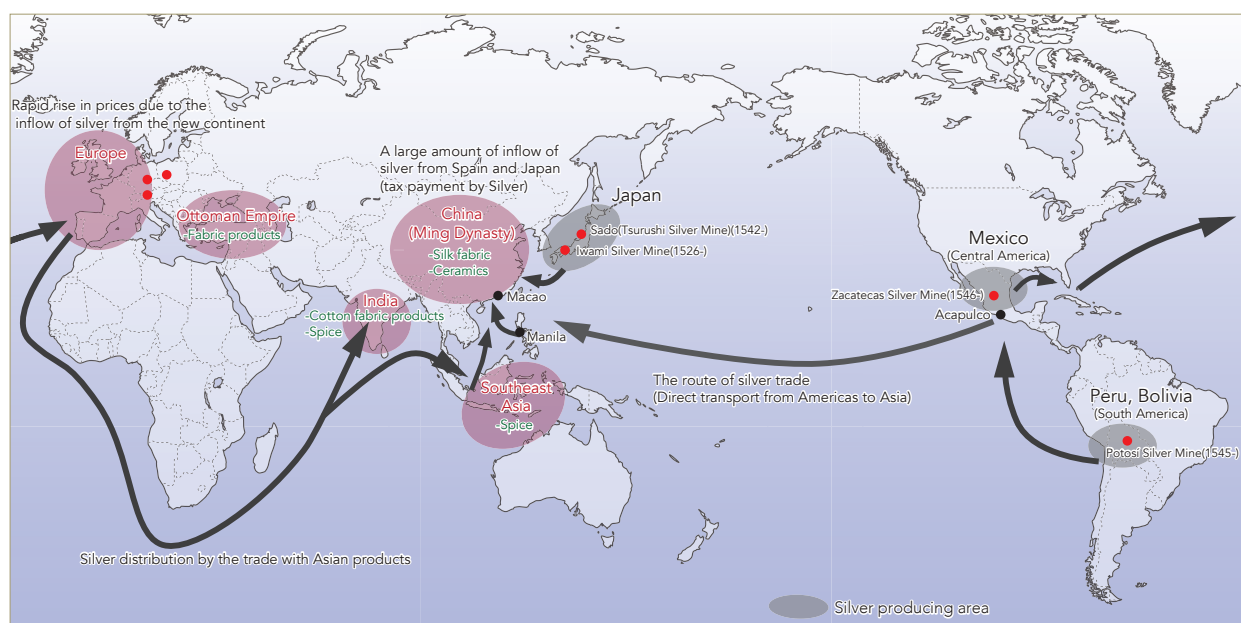 Rapid rise in prices due to the
inflow of silver from the new continent
Europe
Ottoman Empire
-Fabric products
A large amount of inflow of
silver from Spain and Japan
(tax payment by Silver)
China
(Ming Dynasty)
-Silk fabric
-Ceramics
Japan
Sado(Tsurushi Silver Mine)(1542-)
Iwami Silver Mine(1526-)
India
-Cotton fabric products
-Spice
Macao
Manila
Southeast
Asia
-Spice
Mexico
(Central America)
Zacatecas Silver Mine(1546-)
Acapulco
The route of silver trade
(Direct transport from Americas to Asia)
Peru, Bolivia
(South America)
Potosí Silver Mine(1545-)
Silver distribution by the trade with Asian products
Silver producing area